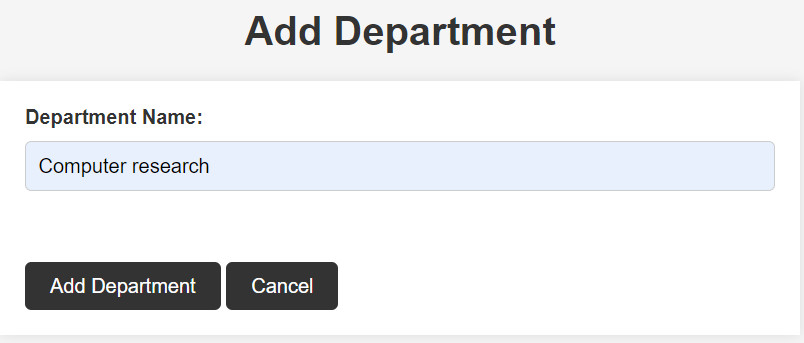 Add Department
Department Name:
Computer research
Add Department Cancel